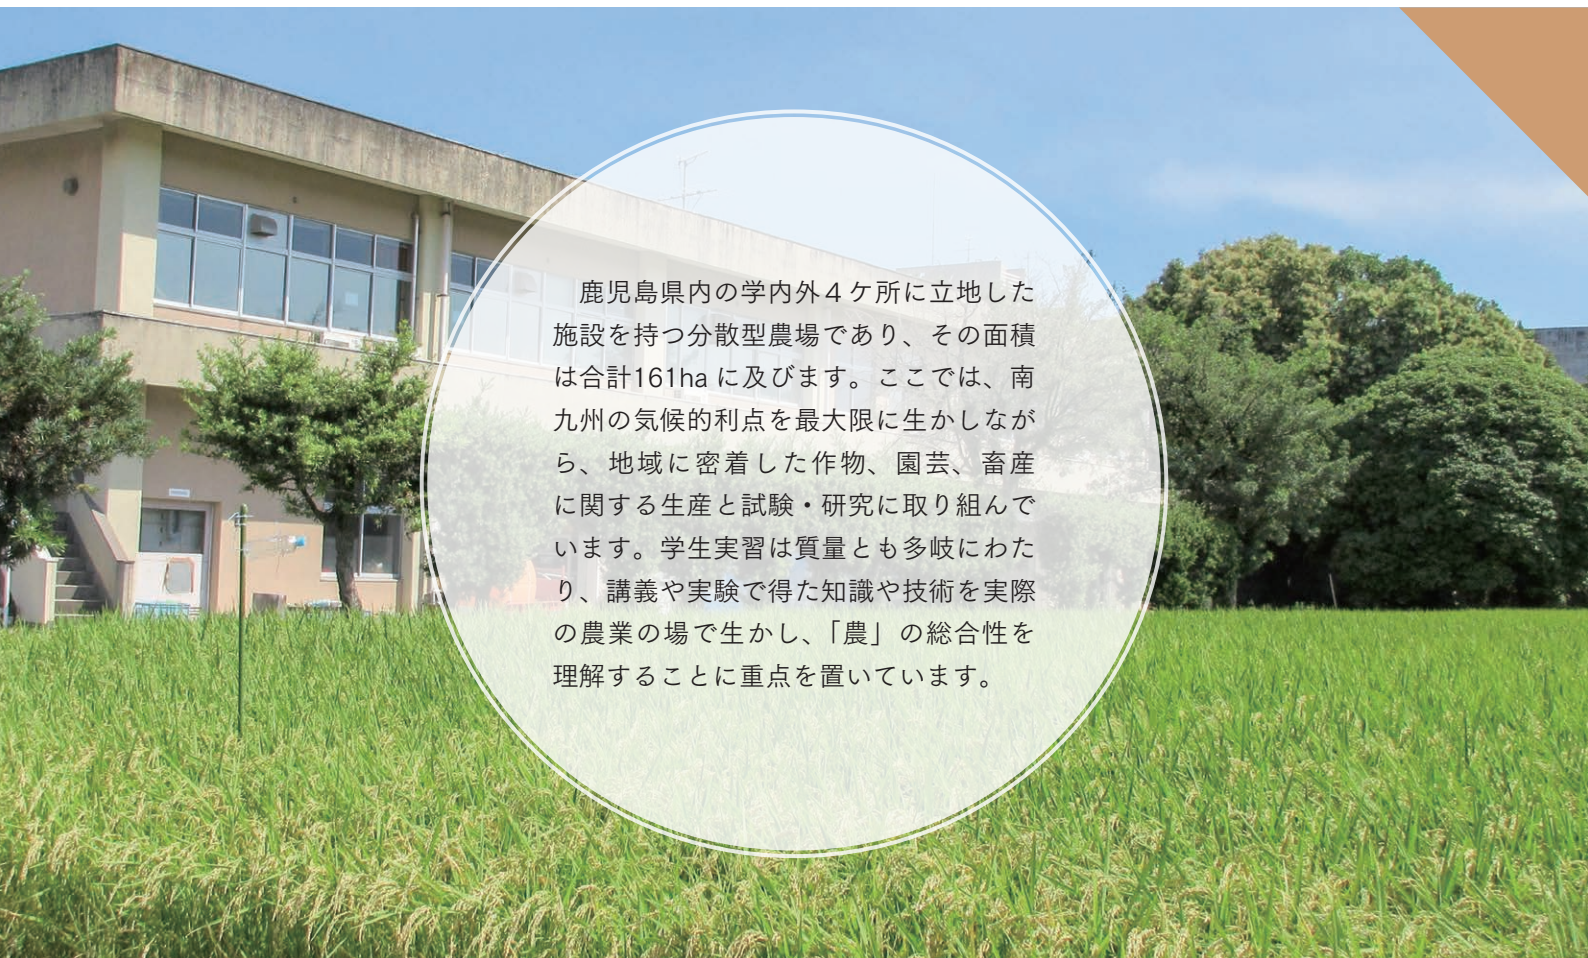 鹿児島県内の学内外４ケ所に立地した
施設を持つ分散型農場であり、その面積
は合計161ha に及びます。ここでは、南
九州の気候的利点を最大限に生かしなが
ら、地域に密着した作物、園芸、畜産
に関する生産と試験・研究に取り組んで
います。学生実習は質量とも多岐にわた
り、講義や実験で得た知識や技術を実際
の農業の場で生かし、「農」の総合性を
理解することに重点を置いています。